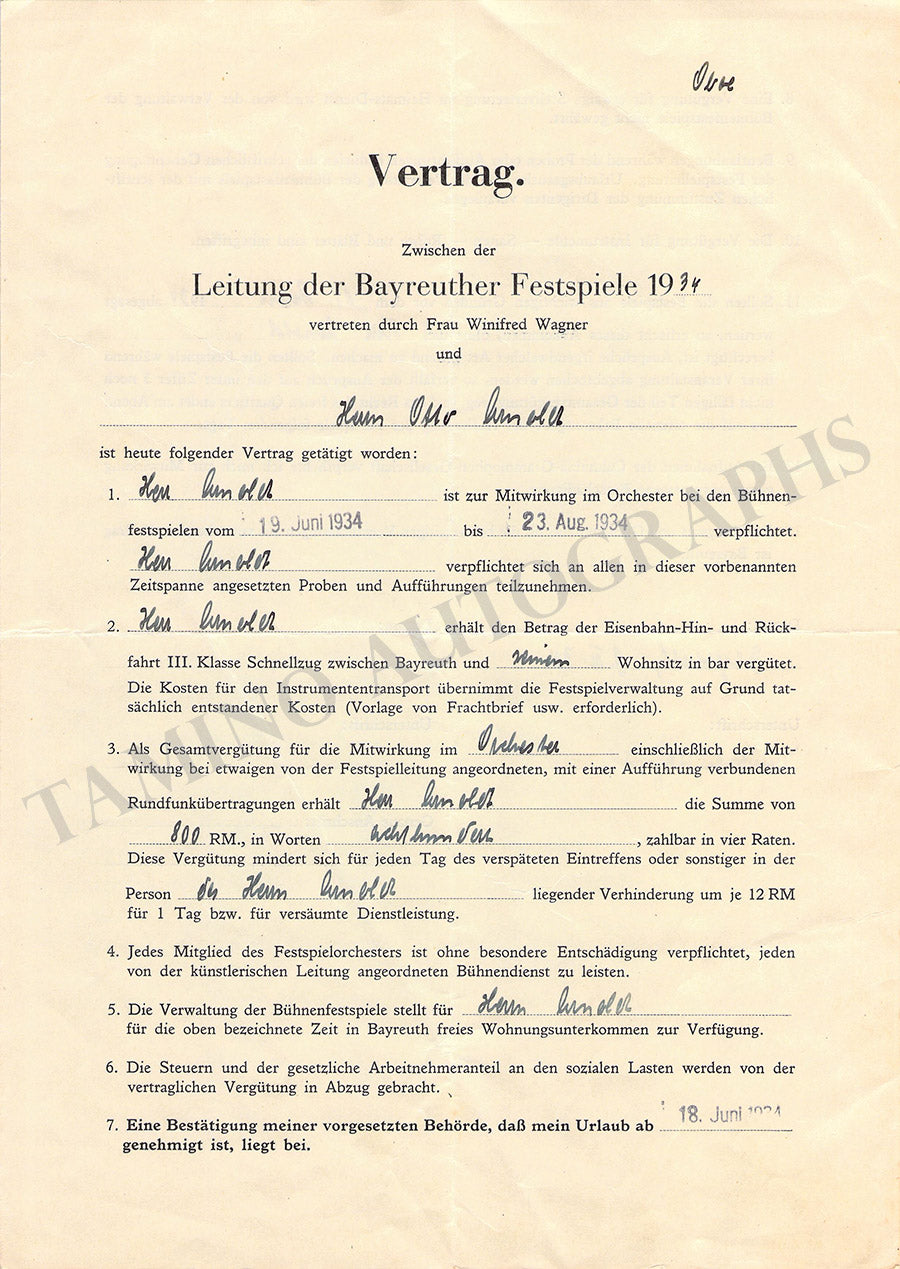 Oboe
Vertrag.
Zwischen der
Leitung der Bayreuther Festspiele 1934
vertreten durch Frau Winifred Wagner
und
Herrn Otto Arnoldt
ist heute folgender Vertrag getätigt worden:
1. Herr Arnoldt ist zur Mitwirkung im Orchester bei den Bühnen-
festspielen vom 19. Juni 1934 bis 23. Aug. 1934 verpflichtet.
Herr Arnoldt verpflichtet sich an allen in dieser vorbenannten
Zeitspanne angesetzten Proben und Aufführungen teilzunehmen.
2. Herr Arnoldt erhält den Betrag der Eisenbahn-Hin- und Rück-
fahrt III. Klasse Schnellzug zwischen Bayreuth und seinem Wohnsitz in bar vergütet.
Die Kosten für den Instrumententransport übernimmt die Festspielverwaltung auf Grund tat-
sächlich entstandener Kosten (Vorlage von Frachtbrief usw. erforderlich).
3. Als Gesamtvergütung für die Mitwirkung im Orchester einschließlich der Mit-
wirkung bei etwaigen von der Festspielleitung angeordneten, mit einer Aufführung verbundenen
Rundfunkübertragungen erhält Herr Arnoldt die Summe von
800 RM., in Worten achthundert, zahlbar in vier Raten.
Diese Vergütung mindert sich für jeden Tag des verspäteten Eintreffens oder sonstiger in der
Person des Herrn Arnoldt liegender Verhinderung um je 12 RM
für 1 Tag bzw. für versäumte Dienstleistung.
4. Jedes Mitglied des Festspielorchesters ist ohne besondere Entschädigung verpflichtet, jeden
von der künstlerischen Leitung angeordneten Bühnendienst zu leisten.
5. Die Verwaltung der Bühnenfestspiele stellt für Herrn Arnoldt
für die oben bezeichnete Zeit in Bayreuth freies Wohnungsunterkommen zur Verfügung.
6. Die Steuern und der gesetzliche Arbeitnehmeranteil an den sozialen Lasten werden von der
vertraglichen Vergütung in Abzug gebracht.
7. Eine Bestätigung meiner vorgesetzten Behörde, daß mein Urlaub ab 18. Juni 1934
genehmigt ist, liegt bei.
TAMINO AUTOGRAPHS